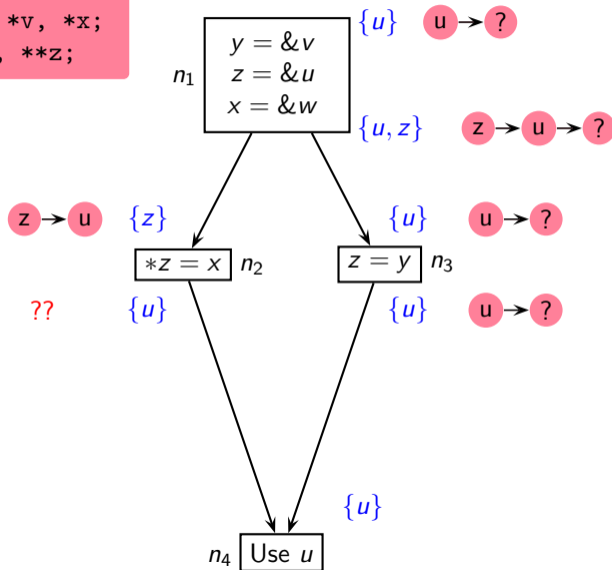 *v, *x;
, **z;
{u} u ?
n1
y = &v
z = &u
x = &w
{u, z} z u ?
z u {z} {u} u ?
*z = x n2
z = y n3
?? {u} {u} u ?
{u}
n4 Use u